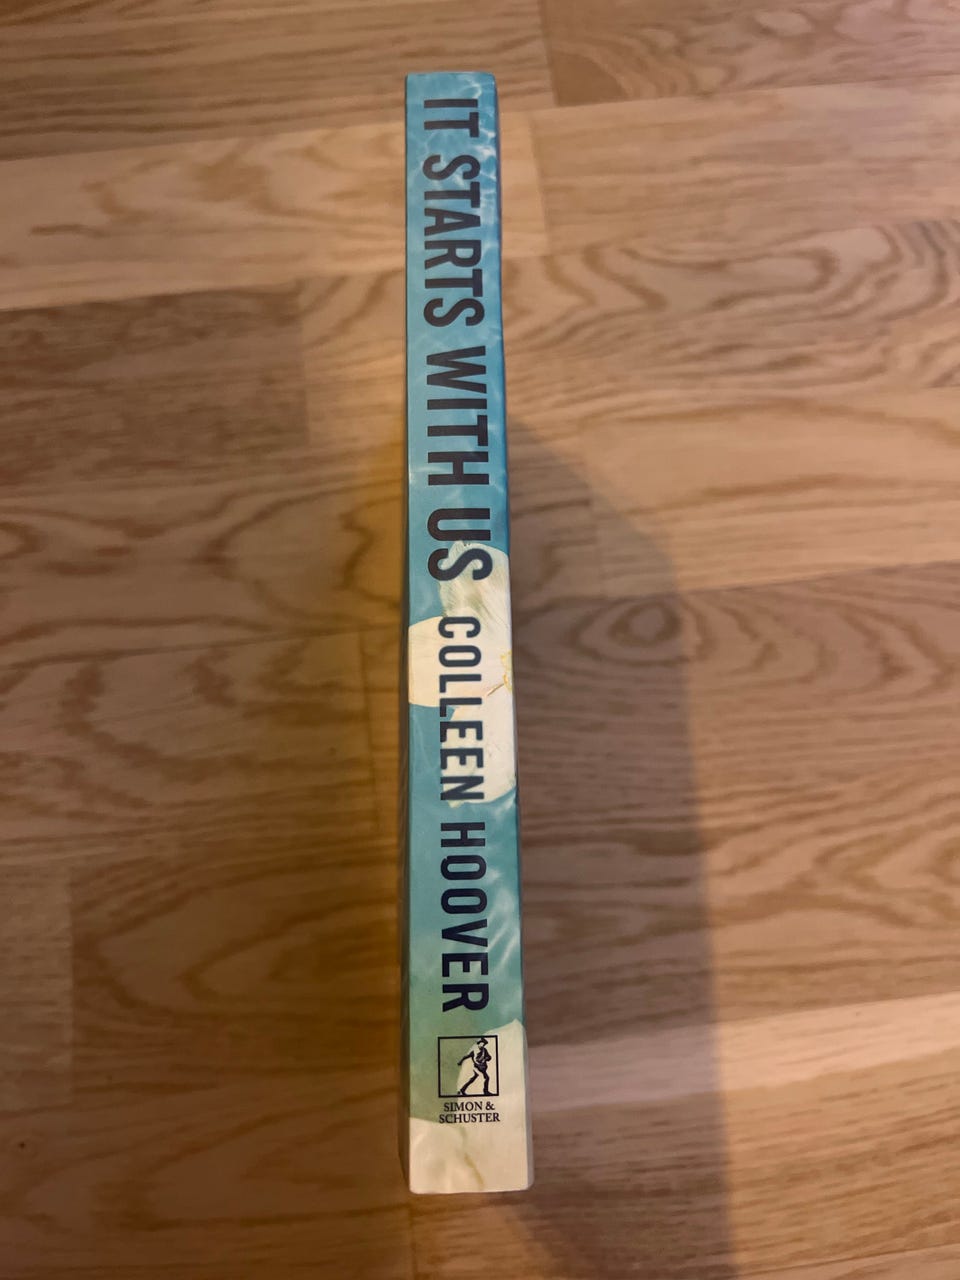 IT STARTS WITH US COLLEEN HOOVER
SIMON &
SCHUSTER